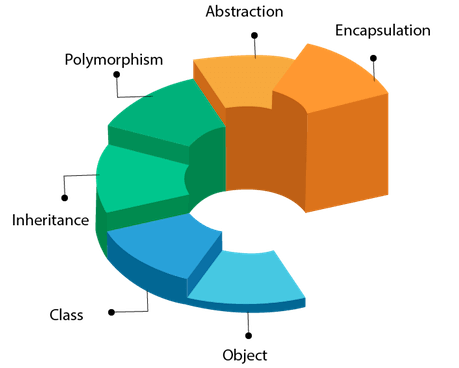 Abstraction
Encapsulation
Polymorphism
Inheritance
Class
Object